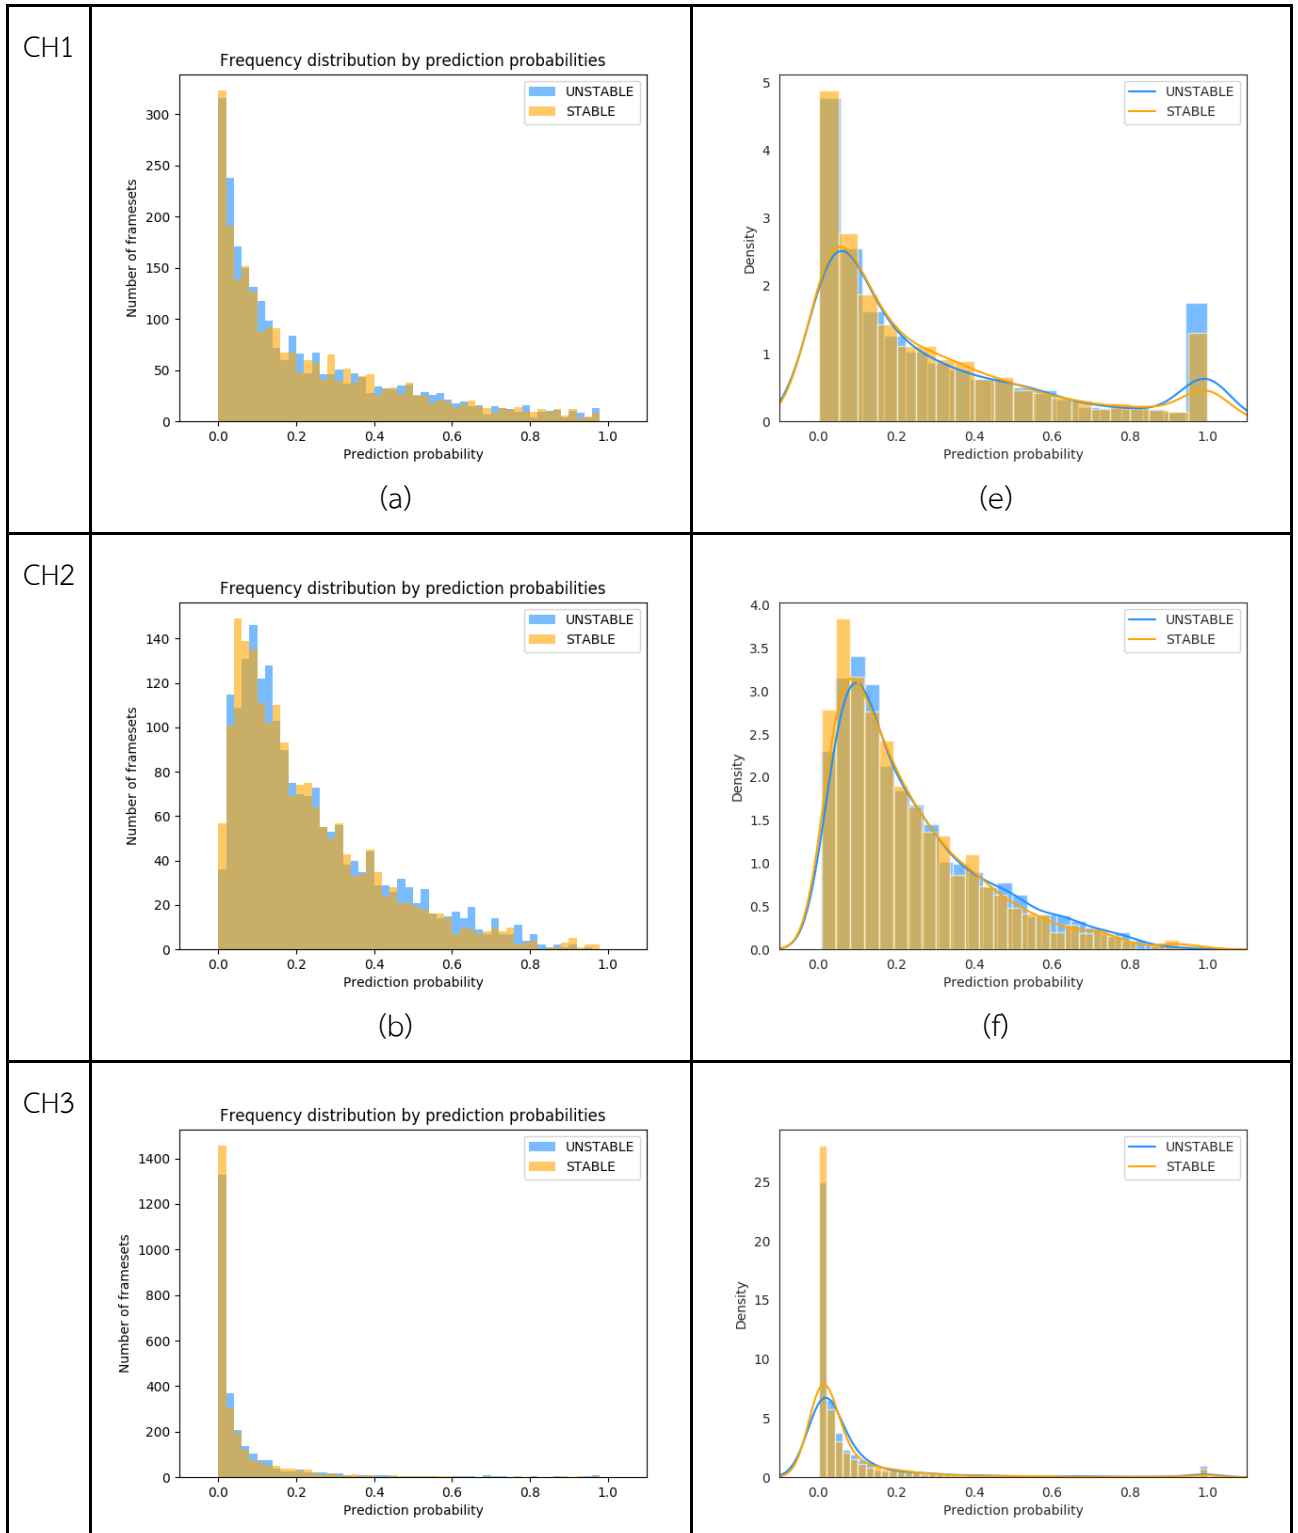 CH1
Frequency distribution by prediction probabilities
UNSTABLE
STABLE
Number of framesets
300
250
200
150
100
50
0
0.0 0.2 0.4 0.6 0.8 1.0
Prediction probability
(a)
UNSTABLE
STABLE
Density
5
4
3
2
1
0
0.0 0.2 0.4 0.6 0.8 1.0
Prediction probability
(e)
CH2
Frequency distribution by prediction probabilities
UNSTABLE
STABLE
Number of framesets
140
120
100
80
60
40
20
0
0.0 0.2 0.4 0.6 0.8 1.0
Prediction probability
(b)
UNSTABLE
STABLE
Density
4.0
3.5
3.0
2.5
2.0
1.5
1.0
0.5
0.0
0.0 0.2 0.4 0.6 0.8 1.0
Prediction probability
(f)
CH3
Frequency distribution by prediction probabilities
UNSTABLE
STABLE
Number of framesets
1400
1200
1000
800
600
400
200
0
0.0 0.2 0.4 0.6 0.8 1.0
Prediction probability
UNSTABLE
STABLE
Density
25
20
15
10
5
0
0.0 0.2 0.4 0.6 0.8 1.0
Prediction probability